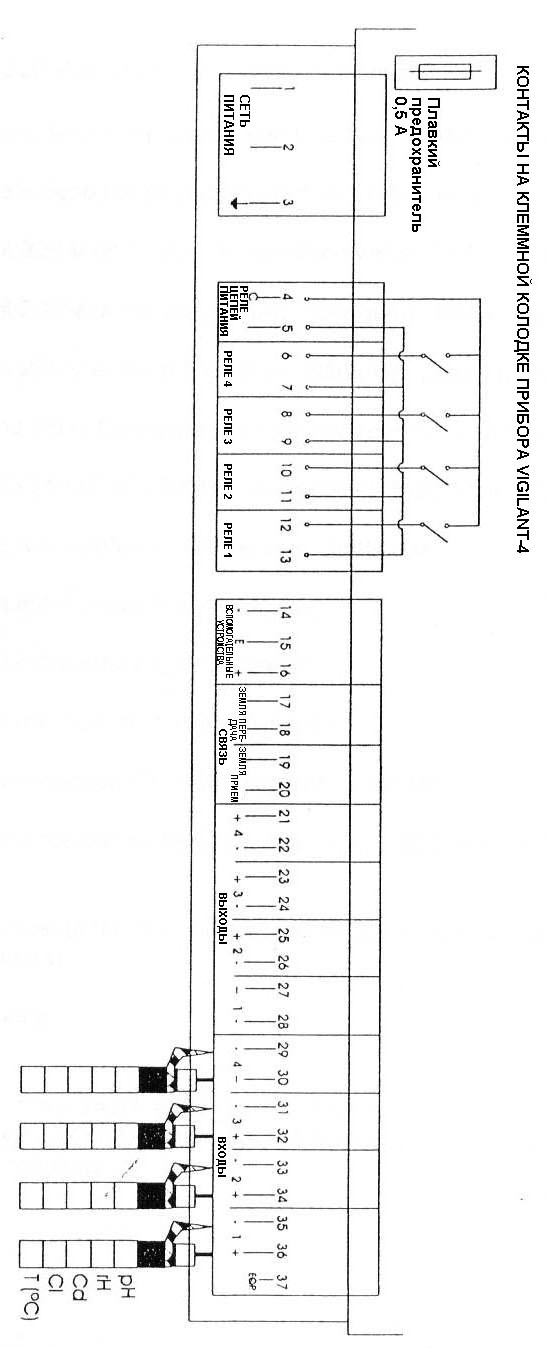 КОНТАКТЫ НА КЛЕММНОЙ КОЛОДКЕ ПРИБОРА VIGILANT-4
Плавкий
предохранитель
0,5 А
1
2
3
СЕТЬ
ПИТАНИЯ
4
5
6
7
8
9
10
11
12
13
РЕЛЕ
ЦЕПЕЙ
ПИТАНИЯ
РЕЛЕ 4
РЕЛЕ 3
РЕЛЕ 2
РЕЛЕ 1
14
15
16
17
18
19
20
21
22
23
24
25
26
27
28
29
30
31
32
33
34
35
36
37
- E +
ВСПОМОГАТЕЛЬНЫЕ
УСТРОЙСТВА
ЗЕМЛЯ ПЕРЕ-
ДАЧА
ЗЕМЛЯ
ПРИЕМ
СВЯЗЬ
+ 4 -
+ 3 -
+ 2 -
– 1 -
ВЫХОДЫ
- 4 –
- 3 +
- 2 +
- 1 +
ВХОДЫ
EQP
pH
rH
Cd
Cl
T (°C)